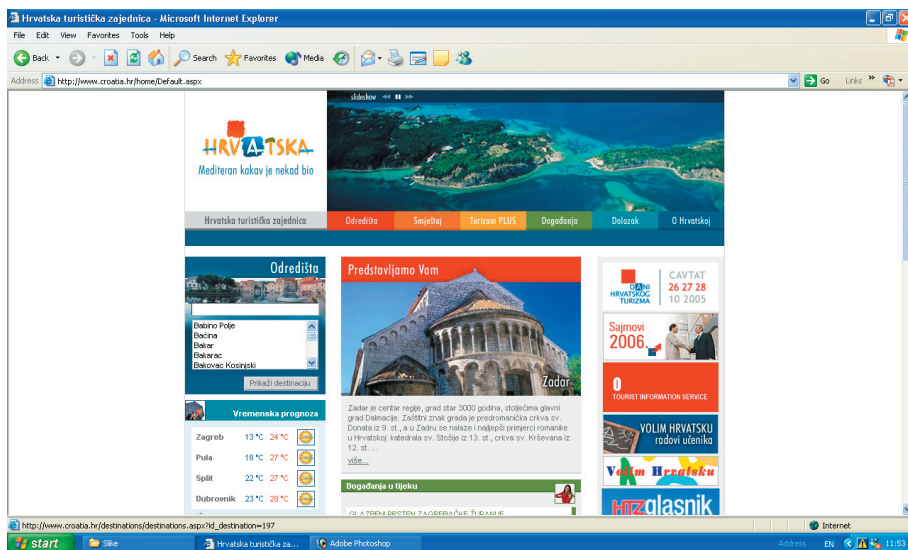 Hrvatska turistička zajednica - Microsoft Internet Explorer
File Edit View Favorites Tools Help
Back Search Favorites Media
Address http://www.croatia.hr/home/Default.aspx Go Links
slideshow
HRVATSKA
Mediteran kakav je nekad bio
Hrvatska turistička zajednica Odredišta Smještaj Turizam PLUS Događanja Dolazak O Hrvatskoj
Odredišta
Babino Polje
Baćina
Bakar
Bakarac
Bakovac Kosinjski
Prikaži destinaciju
Vremenska prognoza
Zagreb 13 °C 24 °C
Pula 18 °C 27 °C
Split 22 °C 27 °C
Dubrovnik 23 °C 28 °C
Predstavljamo Vam
Zadar
Zadar je centar regije, grad star 3000 godina, stoljećima glavni
grad Dalmacije. Zaštitni znak grada je predromanička crkva sv.
Donata iz 9. st., a u Zadru se nalaze i najljepši primjerci romanike
u Hrvatskoj: katedrala sv. Stošije iz 13. st., crkva sv. Krševana iz
12. st. ...
više...
Događanja u tijeku
GLAZBENI PRSTEN ZAGREBAČKE ŽUPANIJE
DANI
HRVATSKOG
TURIZMA
CAVTAT
26 27 28
10 2005
Sajmovi
2006.
0
TOURIST INFORMATION SERVICE
VOLIM HRVATSKU
radovi učenika
Volim Hrvatsku
HTZglasnik
http://www.croatia.hr/destinations/destinations.aspx?id_destination=197 Internet
start Slike Hrvatska turistička za... Adobe Photoshop Address EN 11:53